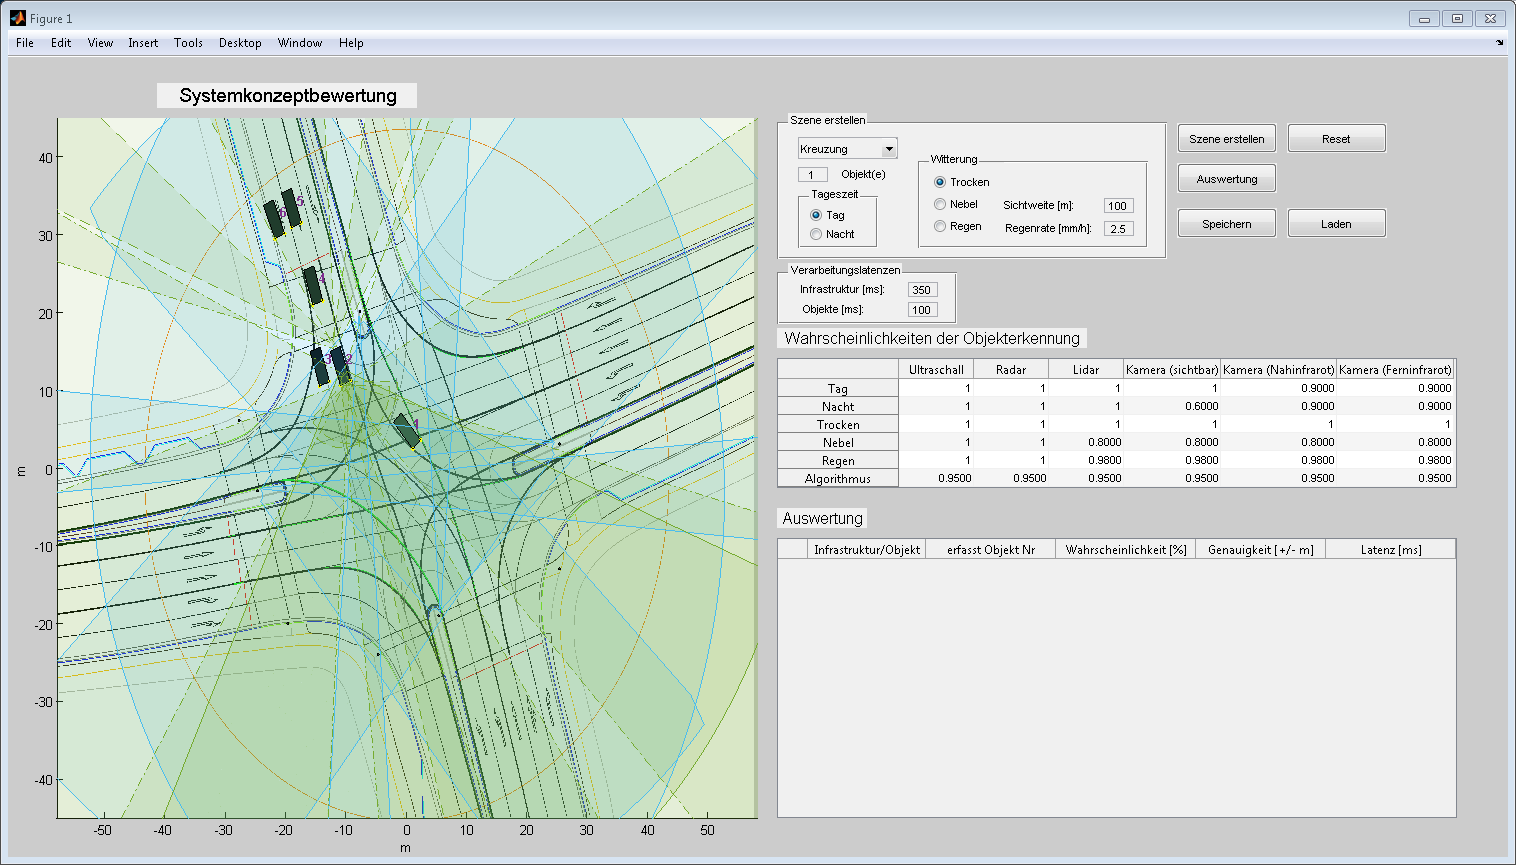 Figure 1
File Edit View Insert Tools Desktop Window Help
Systemkonzeptbewertung
40
30
20
10
0
-10
-20
-30
-40
m
-50 -40 -30 -20 -10 0 10 20 30 40 50
m
5
6
4
3 2
1
Szene erstellen
Kreuzung
1 Objekt(e)
Tageszeit
Tag
Nacht
Witterung
Trocken
Nebel Sichtweite [m]: 100
Regen Regenrate [mm/h]: 2.5
Szene erstellen Reset
Auswertung
Speichern Laden
Verarbeitungslatenzen
Infrastruktur [ms]: 350
Objekte [ms]: 100
Wahrscheinlichkeiten der Objekterkennung
Ultraschall Radar Lidar Kamera (sichtbar) Kamera (Nahinfrarot) Kamera (Ferninfrarot)
Tag 1 1 1 1 0.9000 0.9000
Nacht 1 1 1 0.6000 0.9000 0.9000
Trocken 1 1 1 1 1 1
Nebel 1 1 0.8000 0.8000 0.8000 0.8000
Regen 1 1 0.9800 0.9800 0.9800 0.9800
Algorithmus 0.9500 0.9500 0.9500 0.9500 0.9500 0.9500
Auswertung
Infrastruktur/Objekt erfasst Objekt Nr Wahrscheinlichkeit [%] Genauigkeit [ +/- m] Latenz [ms]